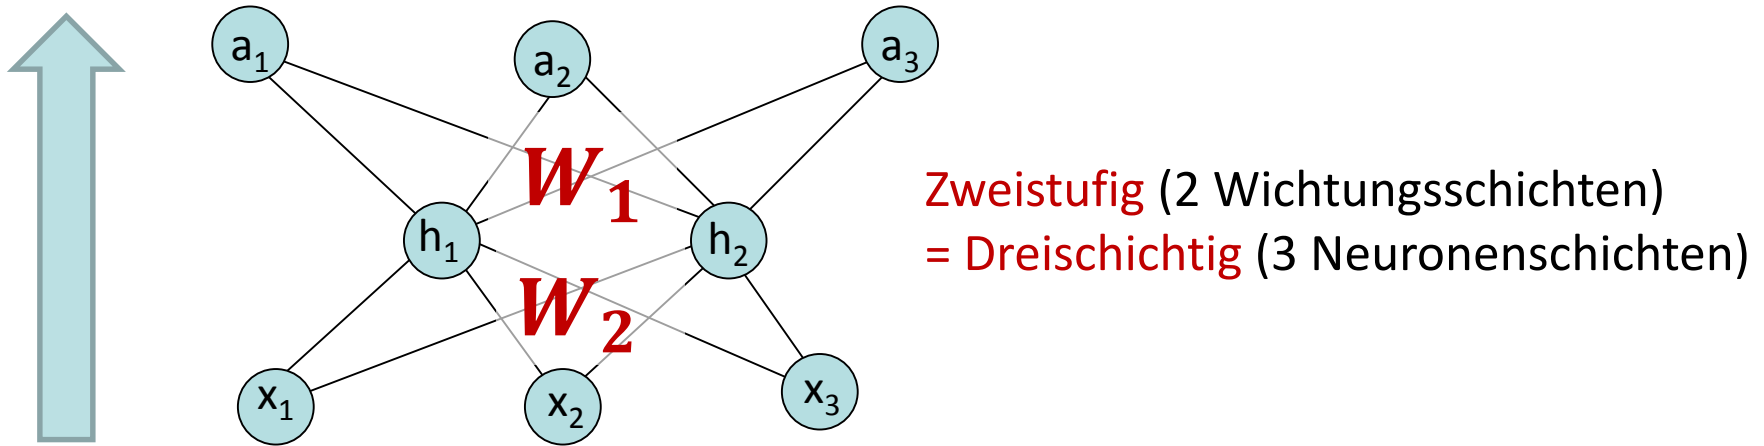 a1 a2 a3
W1
Zweistufig (2 Wichtungsschichten)
h1 h2
= Dreischichtig (3 Neuronenschichten)
W2
x1 x2 x3